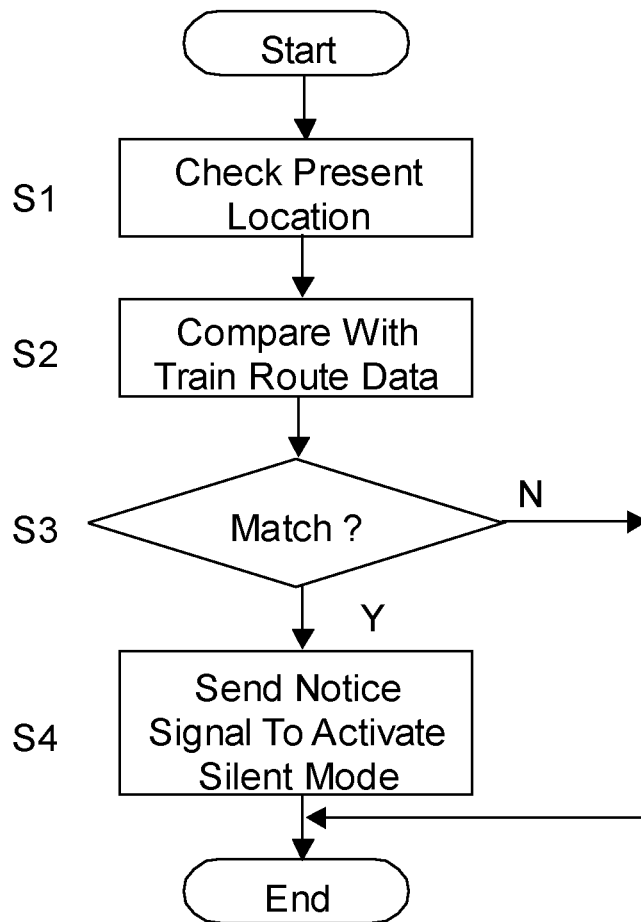 Start
S1
Check Present
Location
S2
Compare With
Train Route Data
S3
Match ?
N
Y
S4
Send Notice
Signal To Activate
Silent Mode
End